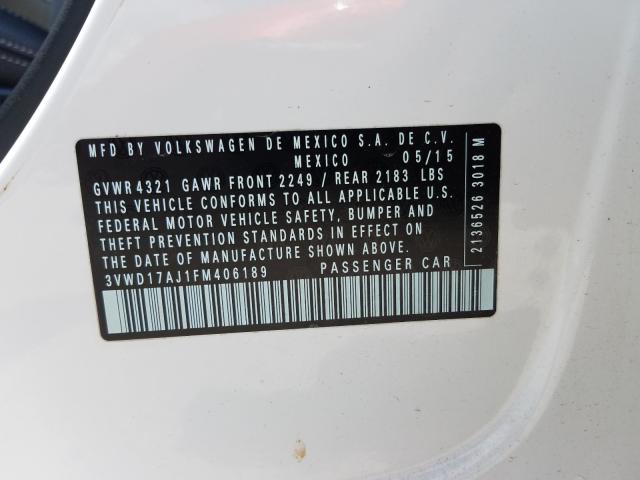 MFD BY VOLKSWAGEN DE MEXICO S.A. DE C.V.
MEXICO 05/15
GVWR 4321 GAWR FRONT 2249 / REAR 2183 LBS
THIS VEHICLE CONFORMS TO ALL APPLICABLE U.S.
FEDERAL MOTOR VEHICLE SAFETY, BUMPER AND
THEFT PREVENTION STANDARDS IN EFFECT ON
THE DATE OF MANUFACTURE SHOWN ABOVE.
3VWD17AJ1FM406189 PASSENGER CAR
2136526 3018 M